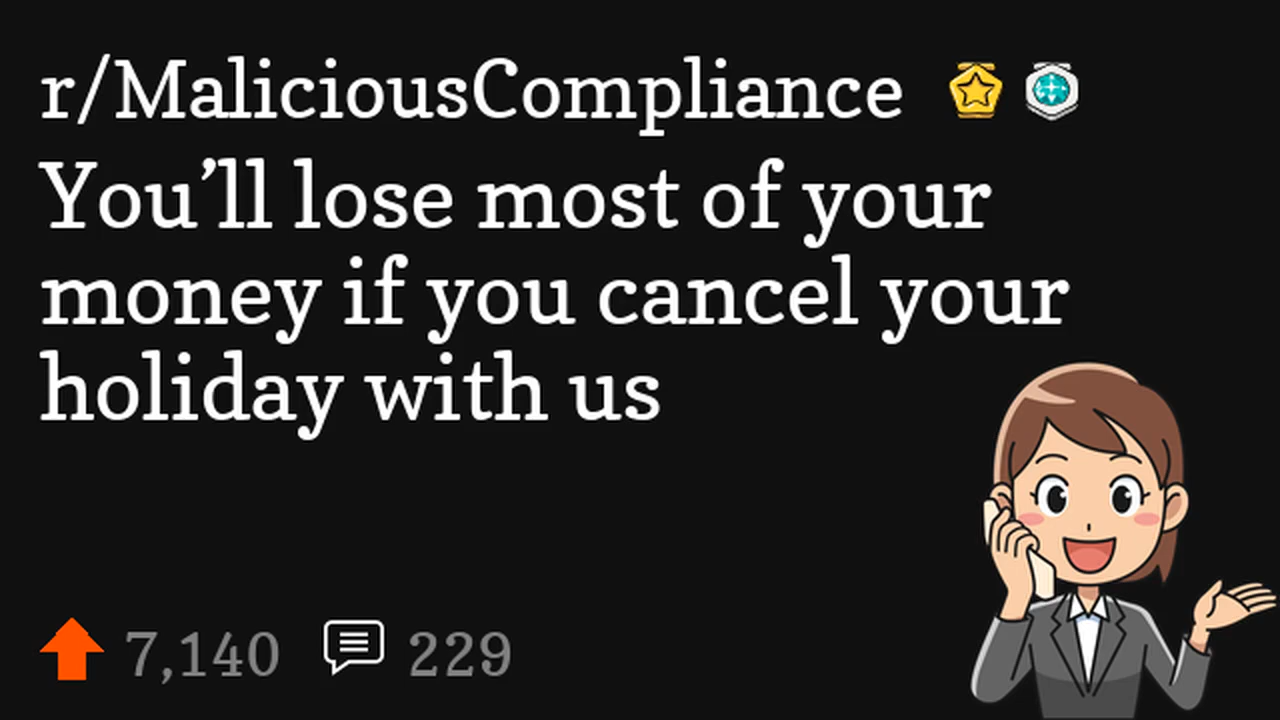 r/MaliciousCompliance
You’ll lose most of your
money if you cancel your
holiday with us
7,140 229